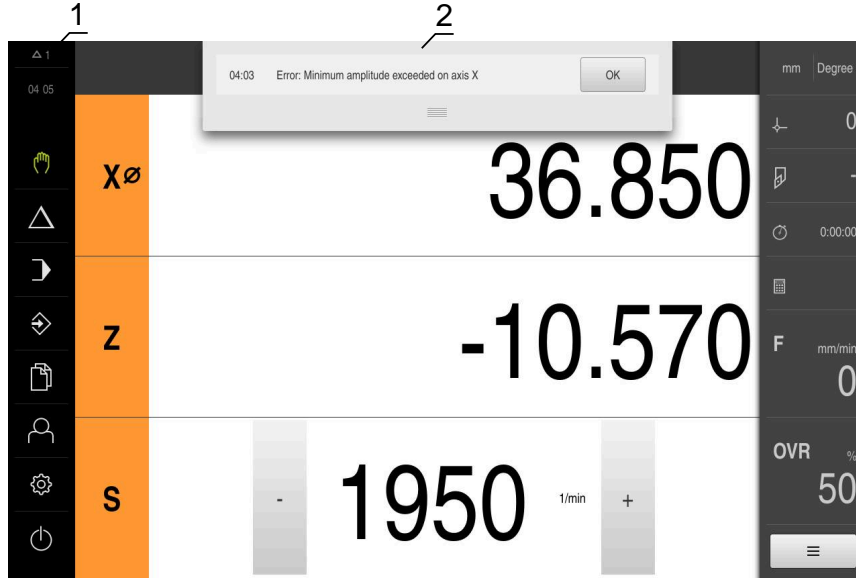 1
2
△ 1
04:03 Error: Minimum amplitude exceeded on axis X OK
mm Degree
04 05
0
X⌀ 36.850
-
0:00:00
Z -10.570
F mm/min
0
OVR %
50
S - 1950 1/min +